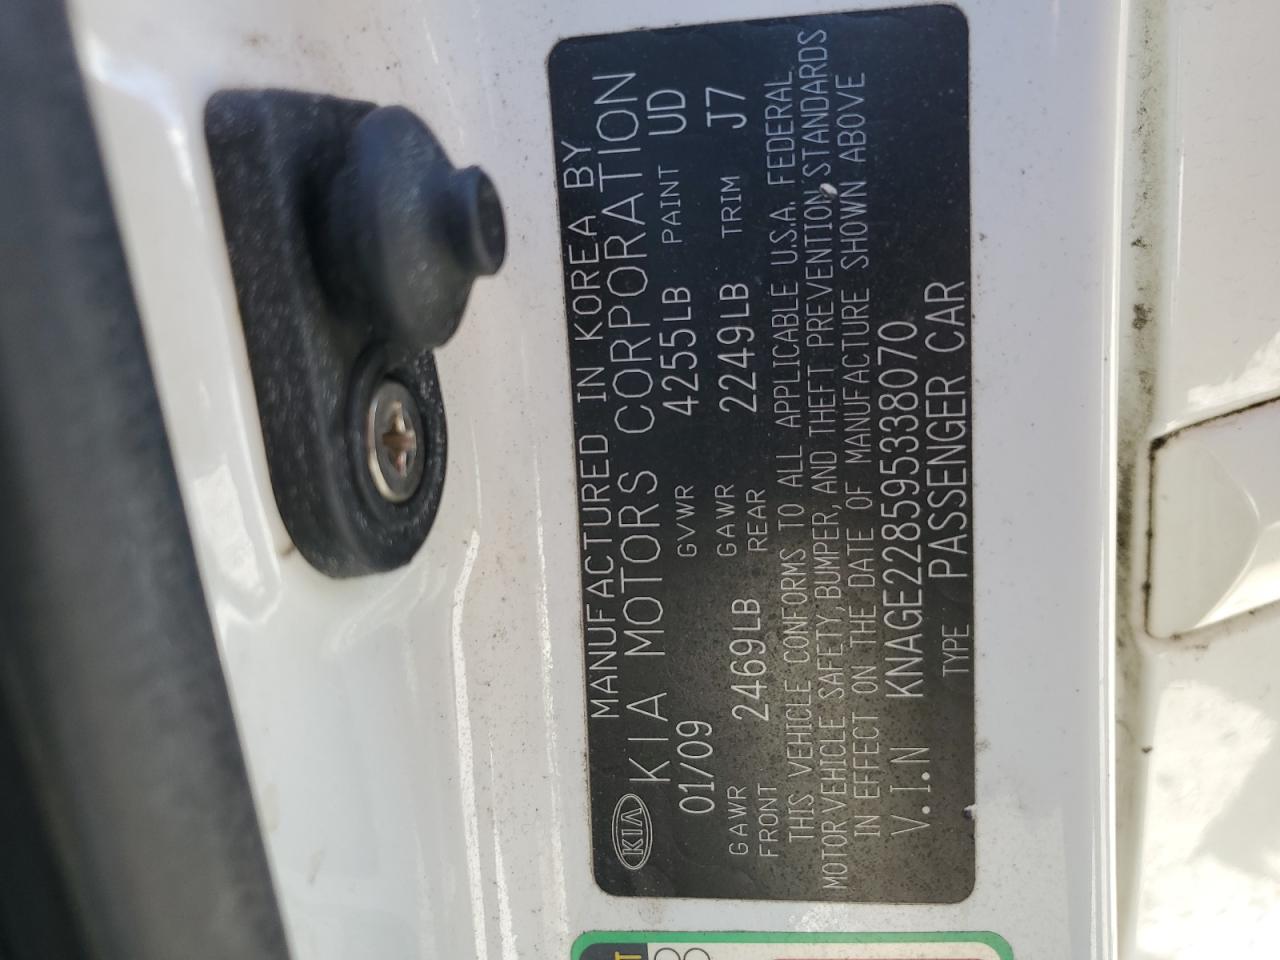 MANUFACTURED IN KOREA BY
KIA KIA MOTORS CORPORATION
01/09 GVWR 4255LB PAINT UD
GAWR FRONT 2469LB GAWR REAR 2249LB TRIM J7
THIS VEHICLE CONFORMS TO ALL APPLICABLE U.S.A. FEDERAL
MOTOR VEHICLE SAFETY, BUMPER, AND THEFT PREVENTION STANDARDS
IN EFFECT ON THE DATE OF MANUFACTURE SHOWN ABOVE
V.I.N KNAGE228595338070
TYPE PASSENGER CAR